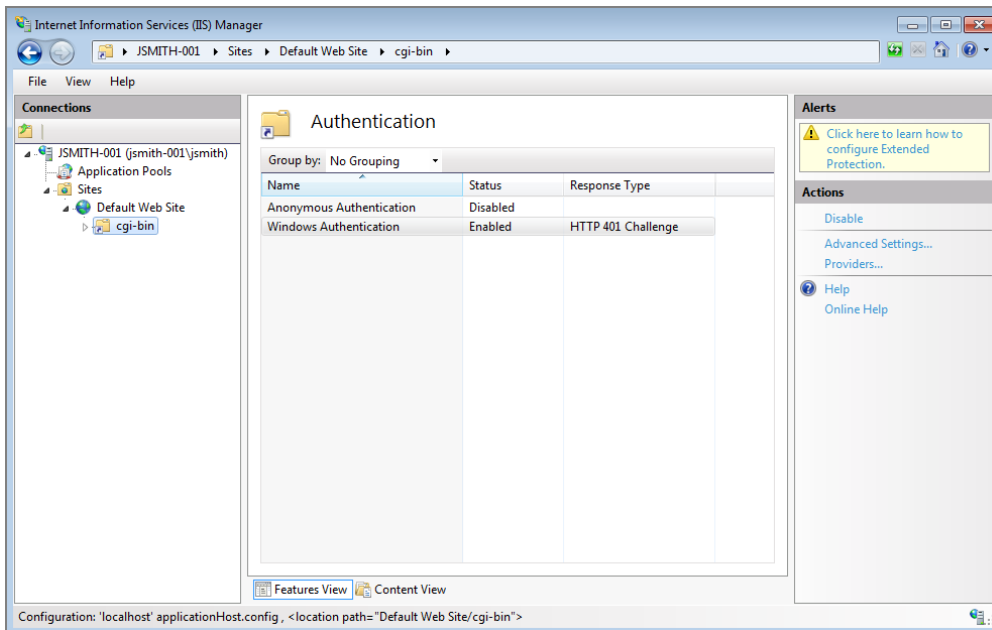 Internet Information Services (IIS) Manager
JSMITH-001 Sites Default Web Site cgi-bin
File View Help
Connections
JSMITH-001 (jsmith-001\jsmith)
Application Pools
Sites
Default Web Site
cgi-bin
Authentication
Group by: No Grouping
Name Status Response Type
Anonymous Authentication Disabled
Windows Authentication Enabled HTTP 401 Challenge
Features View Content View
Alerts
Click here to learn how to
configure Extended
Protection.
Actions
Disable
Advanced Settings...
Providers...
Help
Online Help
Configuration: 'localhost' applicationHost.config , <location path="Default Web Site/cgi-bin">